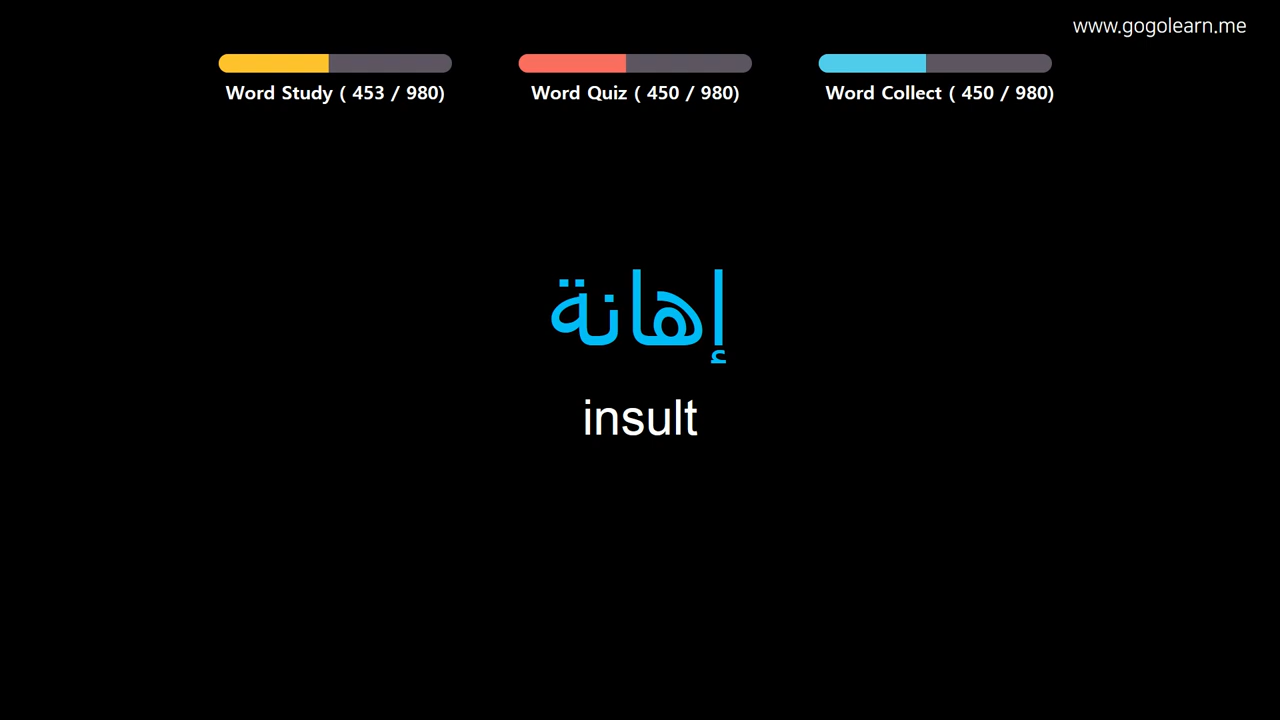 www.gogolearn.me
Word Study ( 453 / 980)
Word Quiz ( 450 / 980)
Word Collect ( 450 / 980)
إهانة
insult